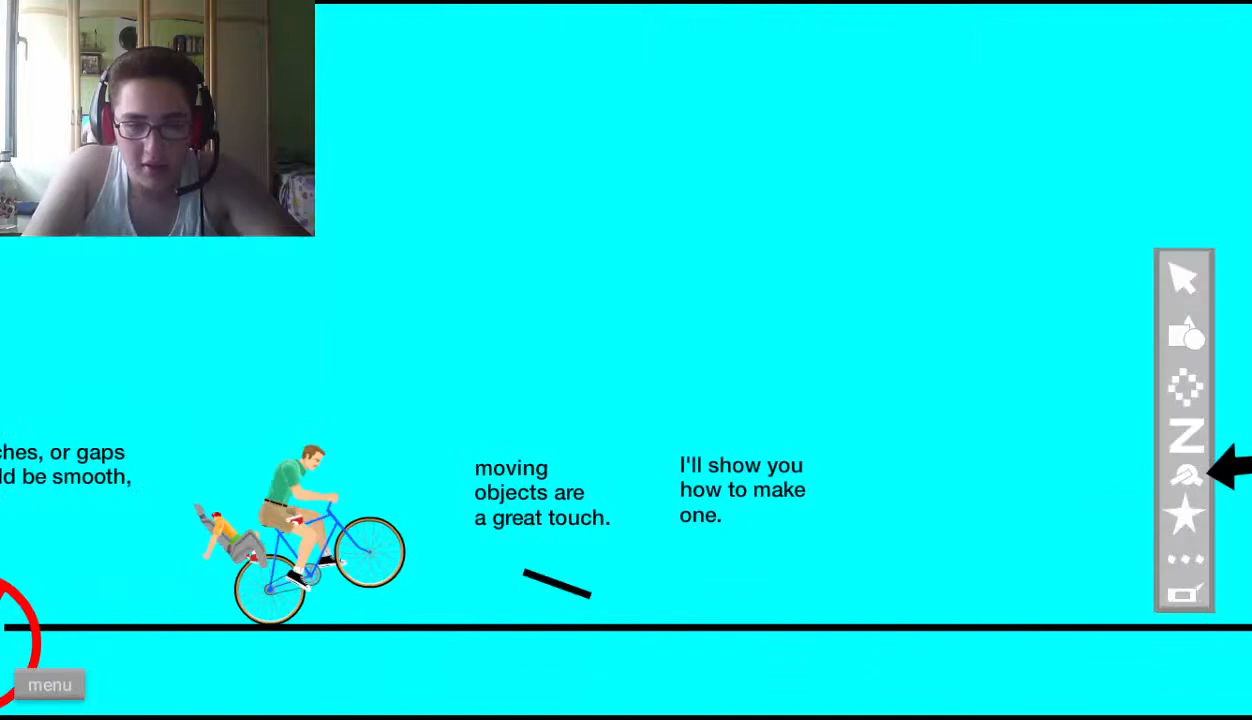 ches, or gaps
ld be smooth,
moving
objects are
a great touch.
I'll show you
how to make
one.
menu